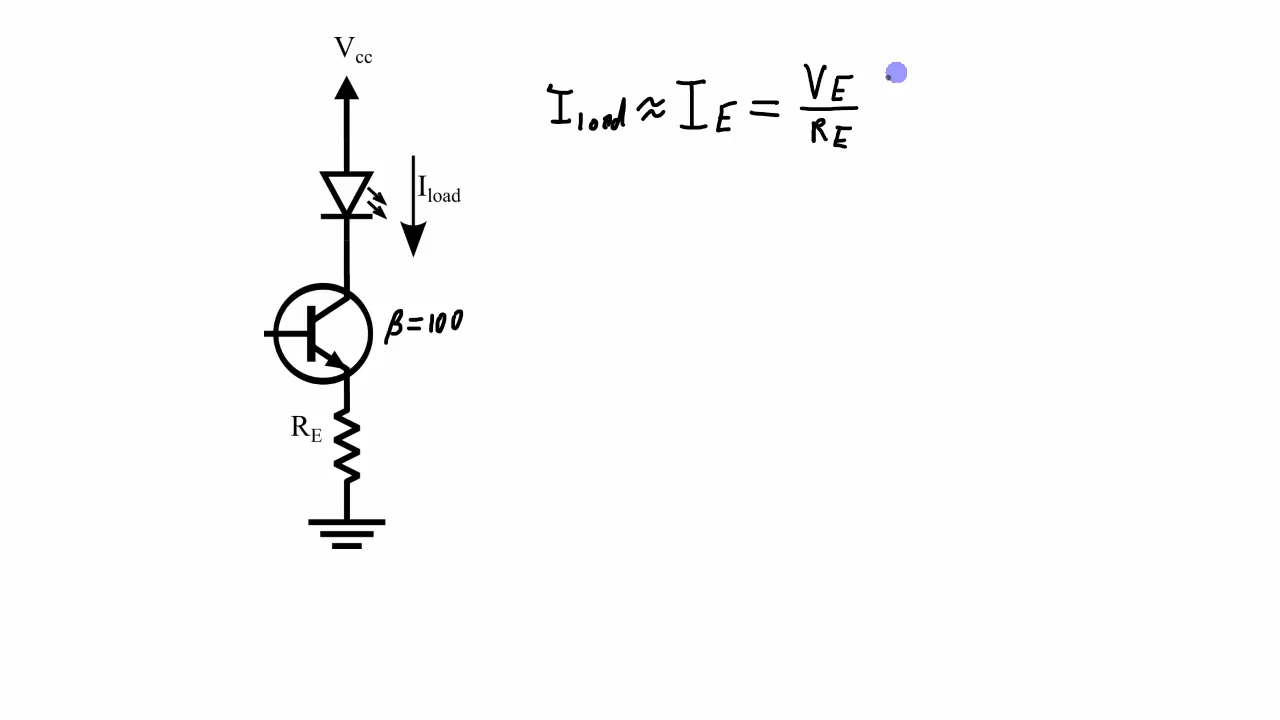 Vcc
Iload ≈ IE = VE / RE
Iload
β=100
RE